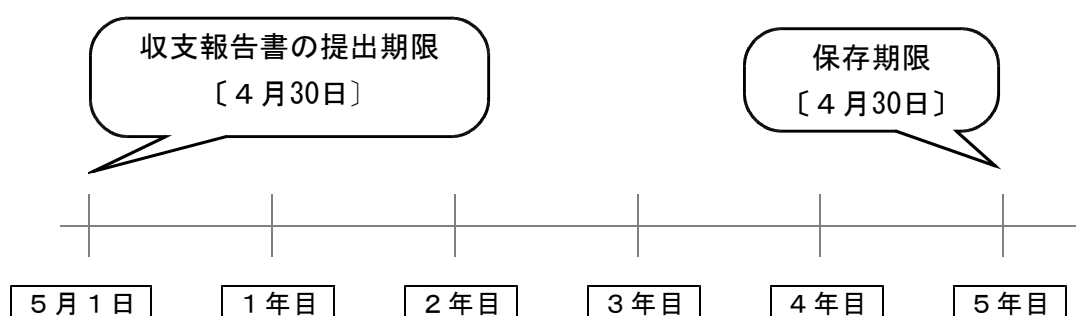 収支報告書の提出期限
〔４月30日〕
保存期限
〔４月30日〕
５月１日
１年目
２年目
３年目
４年目
５年目